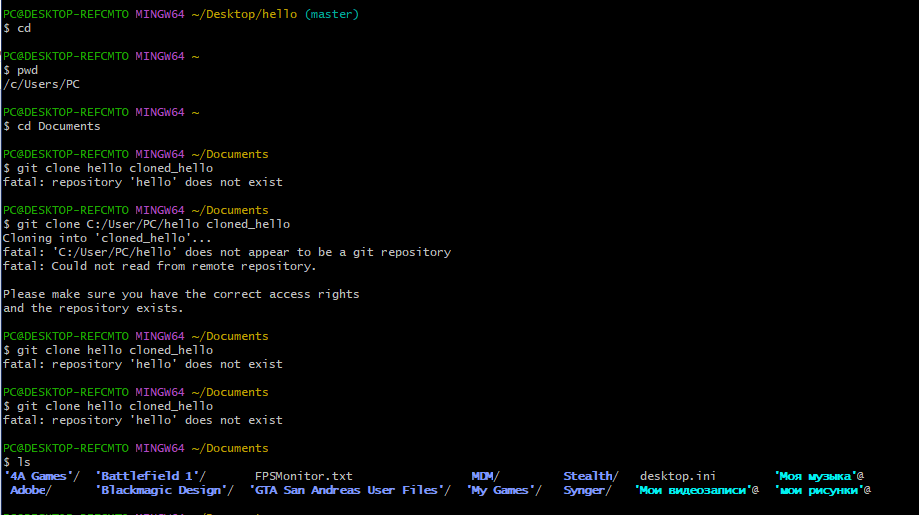 PC@DESKTOP-REFCMTO MINGW64 ~/Desktop/hello (master)
$ cd
PC@DESKTOP-REFCMTO MINGW64 ~
$ pwd
/c/Users/PC
PC@DESKTOP-REFCMTO MINGW64 ~
$ cd Documents
PC@DESKTOP-REFCMTO MINGW64 ~/Documents
$ git clone hello cloned_hello
fatal: repository 'hello' does not exist
PC@DESKTOP-REFCMTO MINGW64 ~/Documents
$ git clone C:/User/PC/hello cloned_hello
Cloning into 'cloned_hello'...
fatal: 'C:/User/PC/hello' does not appear to be a git repository
fatal: Could not read from remote repository.
Please make sure you have the correct access rights
and the repository exists.
PC@DESKTOP-REFCMTO MINGW64 ~/Documents
$ git clone hello cloned_hello
fatal: repository 'hello' does not exist
PC@DESKTOP-REFCMTO MINGW64 ~/Documents
$ git clone hello cloned_hello
fatal: repository 'hello' does not exist
PC@DESKTOP-REFCMTO MINGW64 ~/Documents
$ ls
'4A Games'/ 'Battlefield 1'/ FPSMonitor.txt MDM/ Stealth/ desktop.ini 'Моя музыка'@
Adobe/ 'Blackmagic Design'/ 'GTA San Andreas User Files'/ 'My Games'/ Synger/ 'Мои видеозаписи'@ 'мои рисунки'@